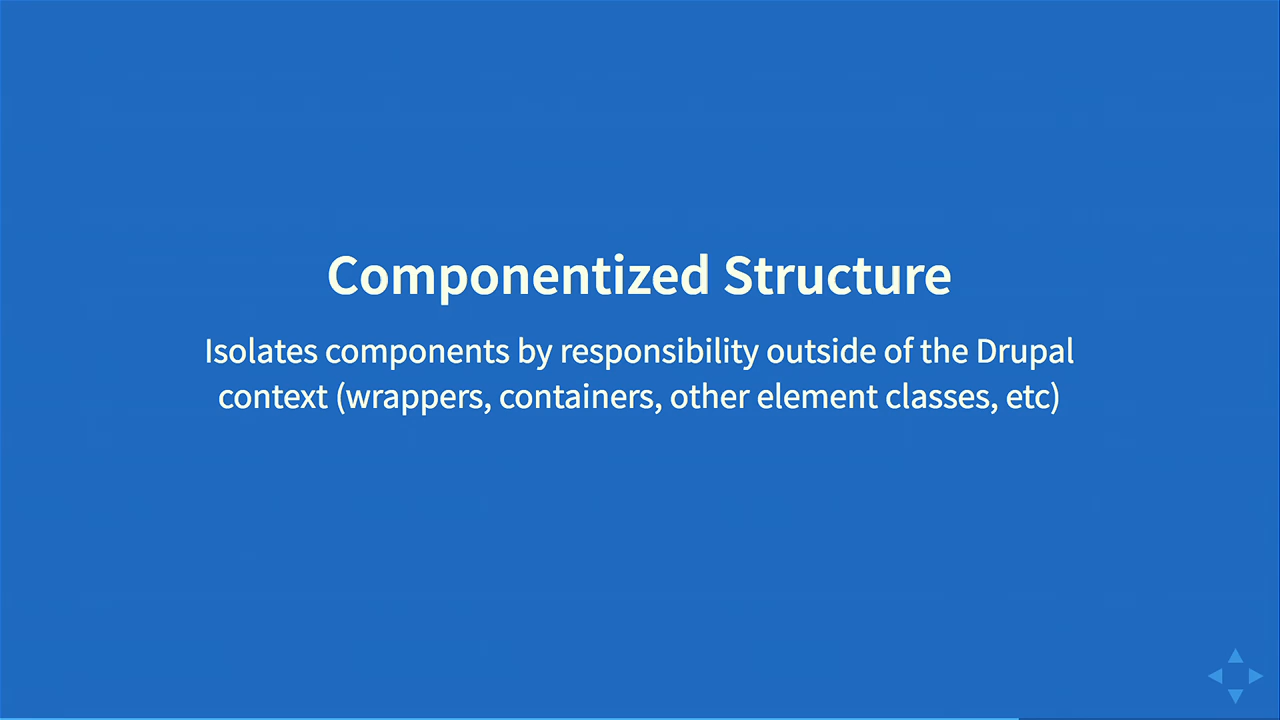 Componentized Structure
Isolates components by responsibility outside of the Drupal
context (wrappers, containers, other element classes, etc)